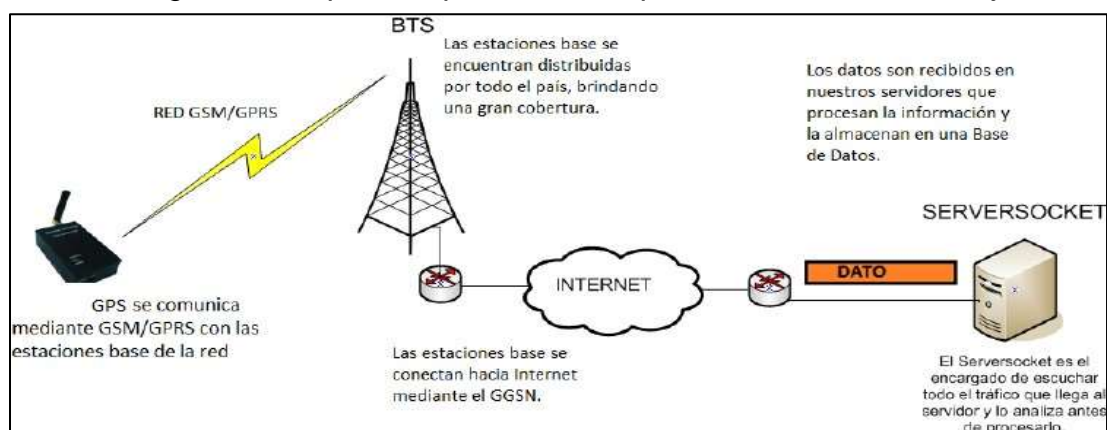 BTS
Las estaciones base se
encuentran distribuidas
por todo el país, brindando
una gran cobertura.
Los datos son recibidos en
nuestros servidores que
procesan la información y
la almacenan en una Base
de Datos.
RED GSM/GPRS
SERVERSOCKET
DATO
INTERNET
GPS se comunica
mediante GSM/GPRS con las
estaciones base de la red
Las estaciones base se
conectan hacia Internet
mediante el GGSN.
El Serversocket es el
encargado de escuchar
todo el tráfico que llega al
servidor y lo analiza antes
de procesarlo